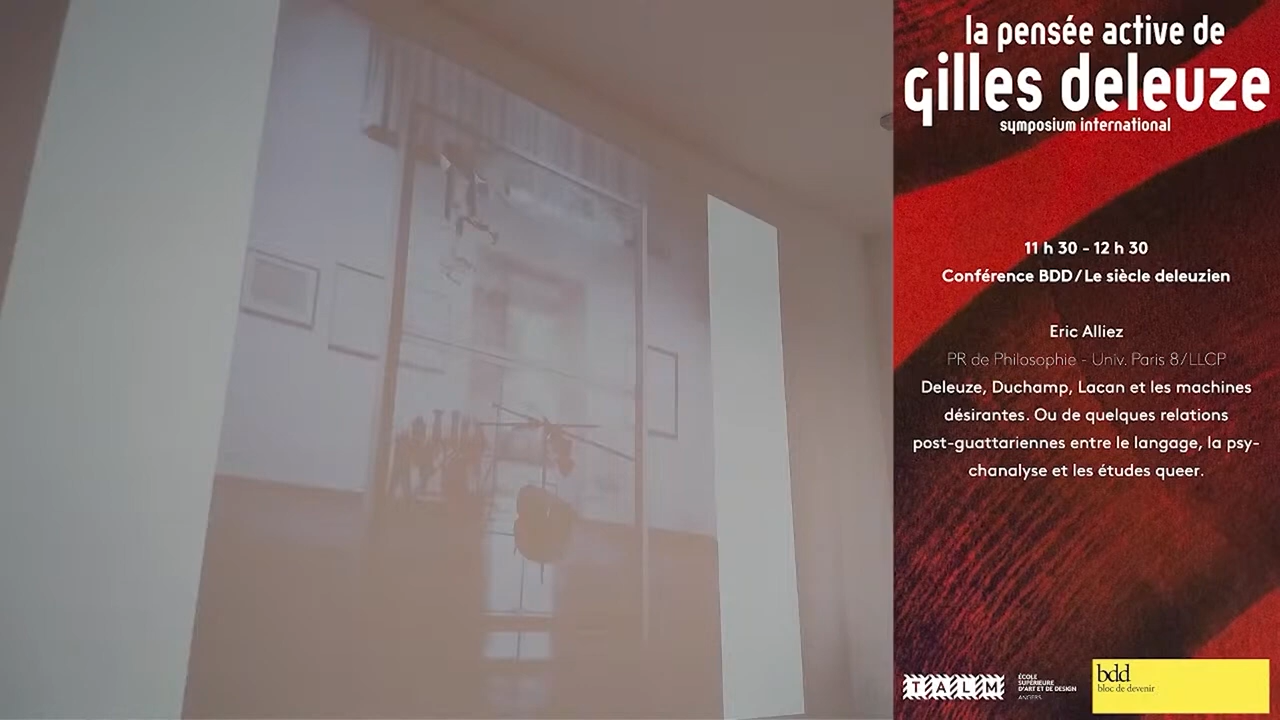 la pensée active de
gilles deleuze
symposium international
11 h 30 - 12 h 30
Conférence BDD / Le siècle deleuzien
Eric Alliez
PR de Philosophie - Univ. Paris 8 / LLCP
Deleuze, Duchamp, Lacan et les machines
désirantes. Ou de quelques relations
post-guattariennes entre le langage, la psy-
chanalyse et les études queer.
TALM
ÉCOLE
SUPÉRIEURE
D'ART ET DE DESIGN
ANGERS
bdd
bloc de devenir